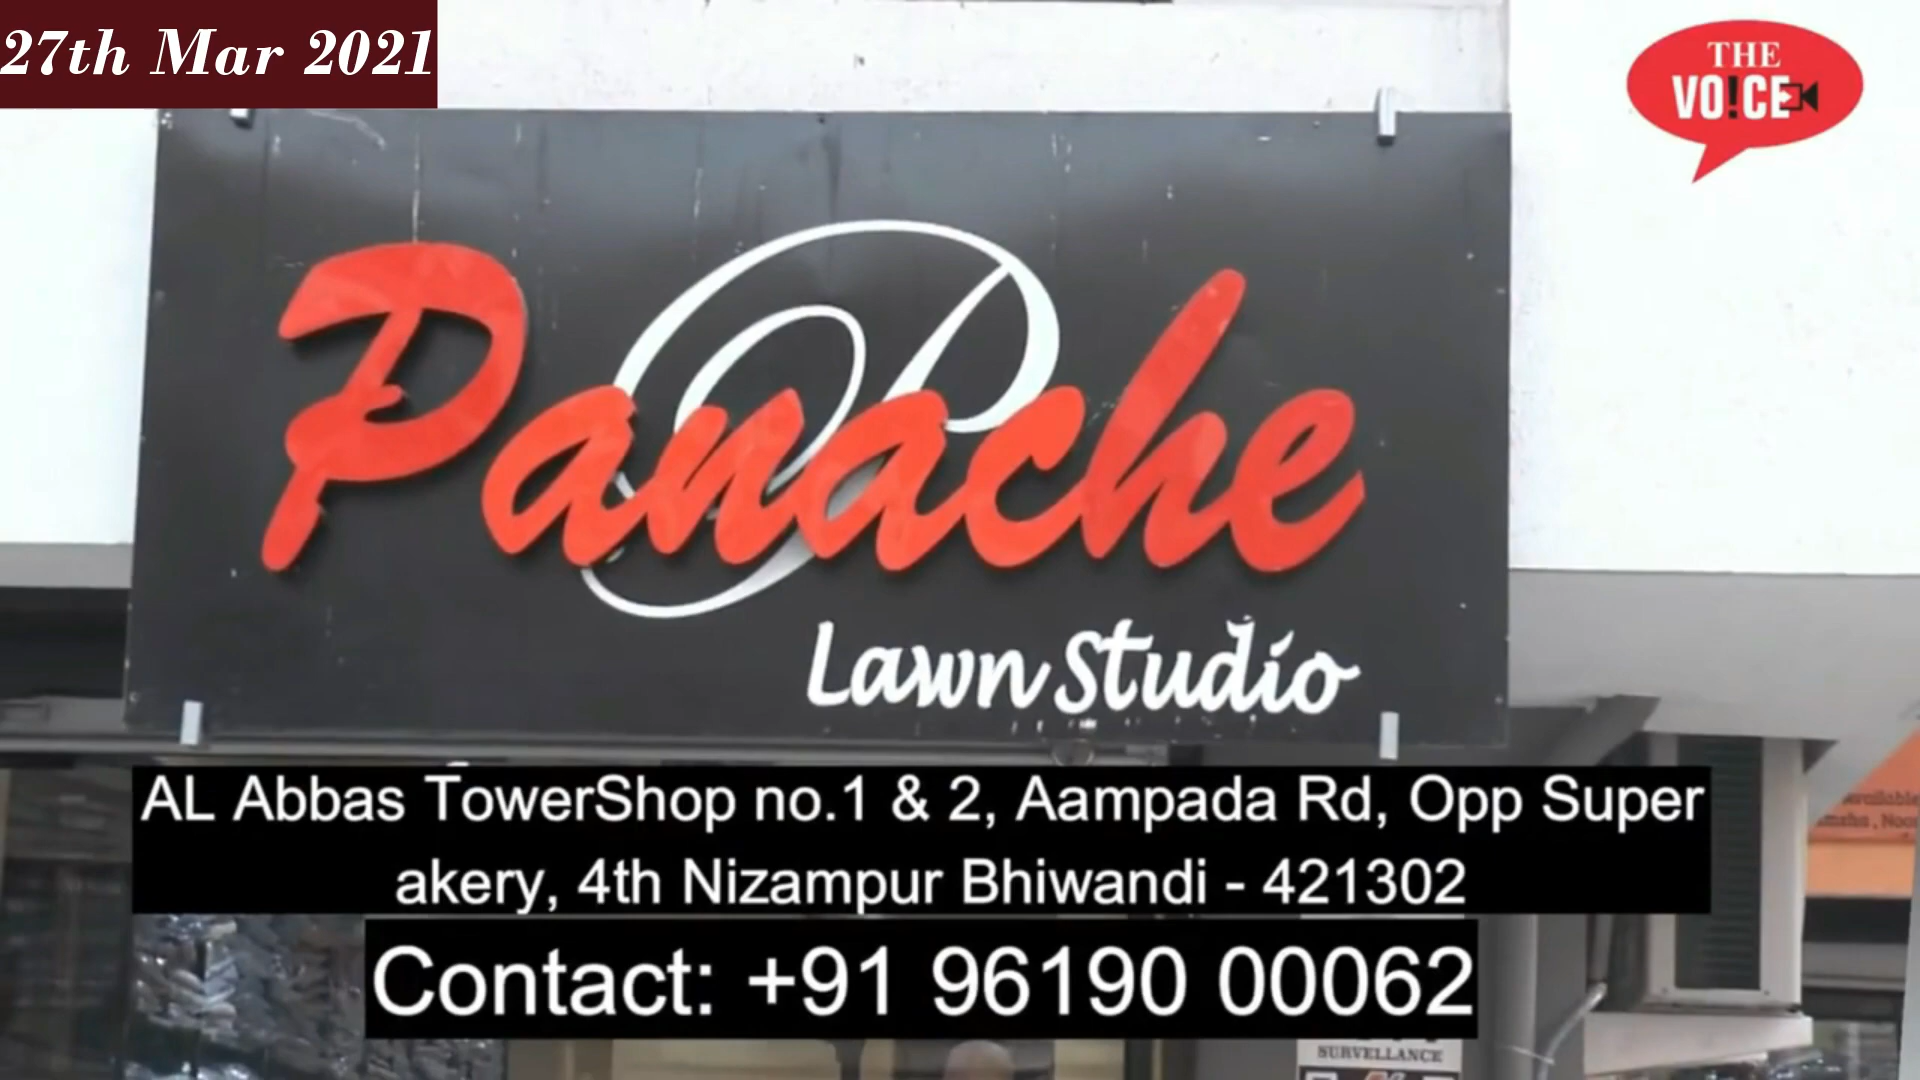 27th Mar 2021
THE
VO!CE
Panache
P
Lawn Studio
AL Abbas TowerShop no.1 & 2, Aampada Rd, Opp Super
akery, 4th Nizampur Bhiwandi - 421302
Contact: +91 96190 00062
SURVELLANCE